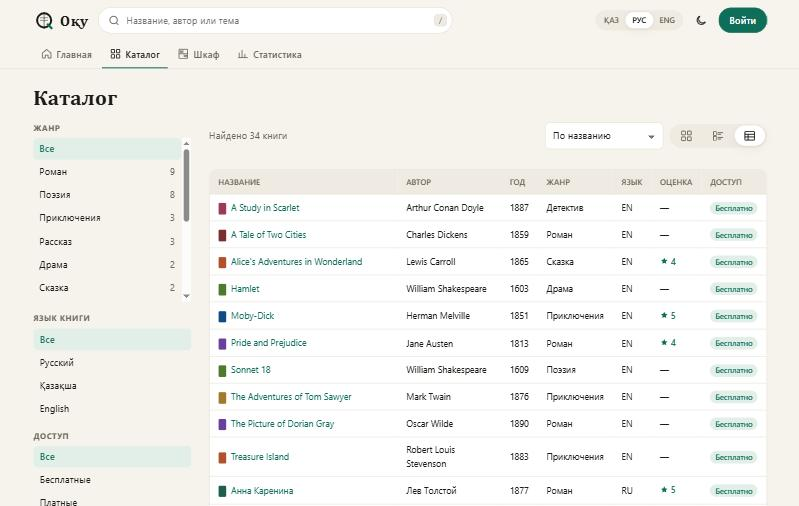 Оқу
Название, автор или тема
/
ҚАЗ РУС ENG
Войти
Главная Каталог Шкаф Статистика
Каталог
ЖАНР
Все
Роман 9
Поэзия 8
Приключения 3
Рассказ 3
Драма 2
Сказка 2
ЯЗЫК КНИГИ
Все
Русский
Қазақша
English
ДОСТУП
Все
Бесплатные
Платные
Найдено 34 книги
По названию
НАЗВАНИЕ АВТОР ГОД ЖАНР ЯЗЫК ОЦЕНКА ДОСТУП
A Study in Scarlet Arthur Conan Doyle 1887 Детектив EN — Бесплатно
A Tale of Two Cities Charles Dickens 1859 Роман EN — Бесплатно
Alice's Adventures in Wonderland Lewis Carroll 1865 Сказка EN ★ 4 Бесплатно
Hamlet William Shakespeare 1603 Драма EN — Бесплатно
Moby-Dick Herman Melville 1851 Приключения EN ★ 5 Бесплатно
Pride and Prejudice Jane Austen 1813 Роман EN ★ 4 Бесплатно
Sonnet 18 William Shakespeare 1609 Поэзия EN — Бесплатно
The Adventures of Tom Sawyer Mark Twain 1876 Приключения EN — Бесплатно
The Picture of Dorian Gray Oscar Wilde 1890 Роман EN — Бесплатно
Treasure Island Robert Louis Stevenson 1883 Приключения EN — Бесплатно
Анна Каренина Лев Толстой 1877 Роман RU ★ 5 Бесплатно